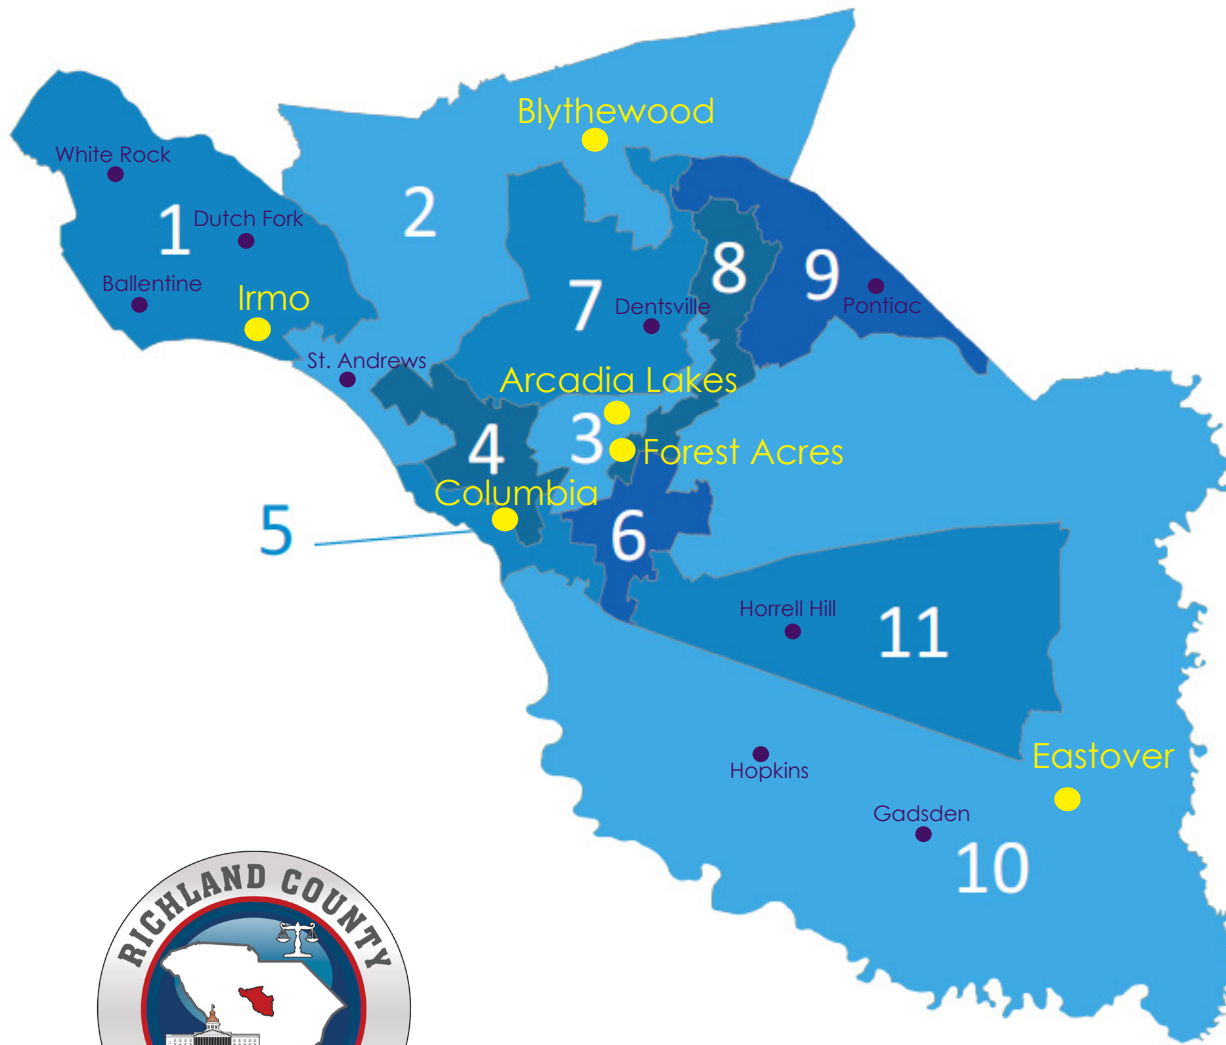 Blythewood
White Rock
2
1
Dutch Fork
8
9
Ballentine
Irmo
7
Dentsville
Pontiac
St. Andrews
Arcadia Lakes
3
4
Forest Acres
Columbia
5
6
Horrell Hill
11
Hopkins
Eastover
Gadsden
10
RICHLAND COUNTY